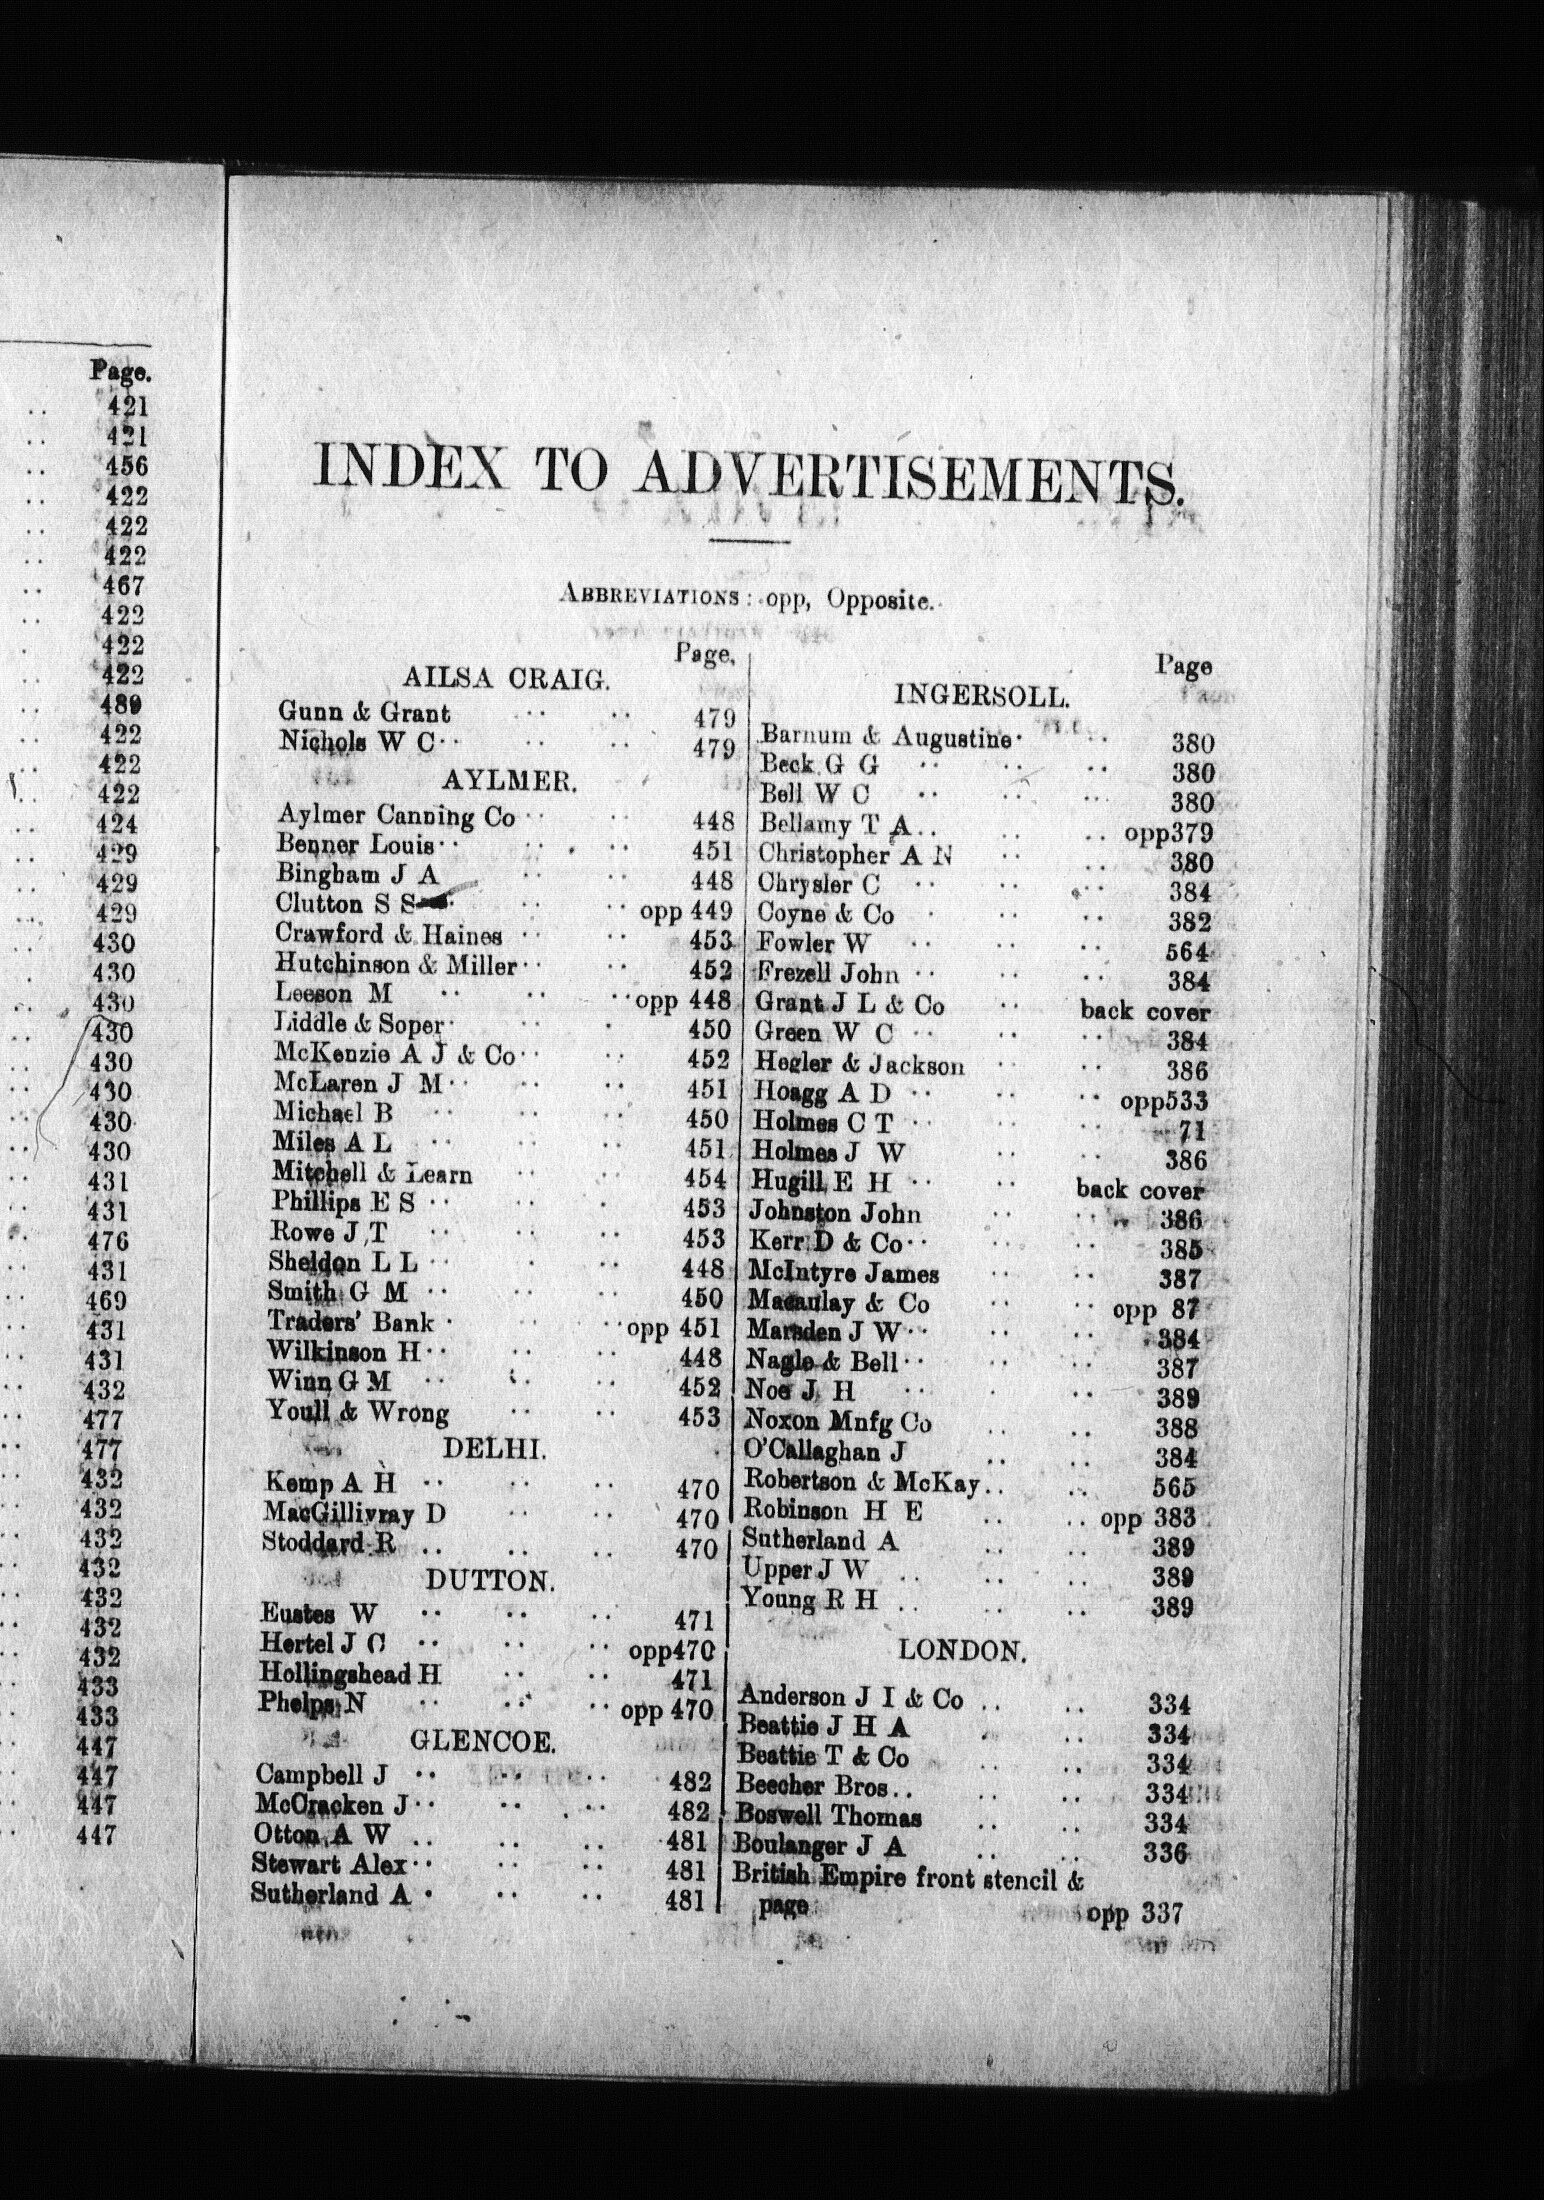 Page.
421
421
456
422
422
422
467
422
422
422
489
422
422
422
424
429
429
429
430
430
430
430
430
430
430
430
431
431
476
431
469
431
431
432
477
477
432
432
432
432
432
432
432
433
433
447
447
447
447
INDEX TO ADVERTISEMENTS.
ABBREVIATIONS: opp, Opposite.
Page.
AILSA CRAIG.
Gunn & Grant .. .. 479
Nichols W C.. .. .. 479
AYLMER.
Aylmer Canning Co .. .. 448
Benner Louis.. .. .. 451
Bingham J A .. .. 448
Clutton S S .. .. opp 449
Crawford & Haines .. .. 453
Hutchinson & Miller.. .. 452
Leeson M .. .. ..opp 448
Liddle & Soper. .. . 450
McKenzie A J & Co.. .. 452
McLaren J M.. .. .. 451
Michael B .. .. .. 450
Miles A L .. .. .. 451
Mitchell & Learn .. .. 454
Phillips E S .. .. . 453
Rowe J T .. .. .. 453
Sheldon L L .. . .. 448
Smith G M .. .. .. 450
Traders' Bank . .. ..opp 451
Wilkinson H.. .. .. 448
Winn G M .. .. .. 452
Youll & Wrong .. .. 453
DELHI.
Kemp A H .. .. .. 470
MacGillivray D .. .. 470
Stoddard R .. .. .. 470
DUTTON.
Eustes W .. .. .. 471
Hertel J C .. .. .. opp470
Hollingshead H .. .. 471
Phelps N .. .. .. opp 470
GLENCOE.
Campbell J .. .. .. 482
McCracken J.. .. .. 482
Otton A W .. .. .. 481
Stewart Alex.. .. .. 481
Sutherland A . .. .. 481
Page
INGERSOLL.
Barnum & Augustine. .. 380
Beck G G .. .. .. 380
Bell W C .. .. .. 380
Bellamy T A.. .. .. opp379
Christopher A N .. .. 380
Chrysler C .. .. .. 384
Coyne & Co . .. .. 382
Fowler W .. .. .. 564
Frezell John .. .. .. 384
Grant J L & Co .. back cover
Green W C .. .. .. 384
Hegler & Jackson .. .. 386
Hoagg A D .. .. .. opp533
Holmes C T .. .. .. 71
Holmes J W .. .. 386
Hugill E H .. .. back cover
Johnston John .. .. 386
Kerr D & Co.. .. .. 385
McIntyre James .. .. 387
Macaulay & Co .. .. opp 87
Marsden J W.. .. .. 384
Nagle & Bell.. .. .. 387
Noe J H .. . .. 389
Noxon Mnfg Co .. .. 388
O'Callaghan J .. .. 384
Robertson & McKay.. .. 565
Robinson H E .. .. opp 383
Sutherland A .. .. 389
Upper J W .. .. .. 389
Young R H .. .. .. 389
LONDON.
Anderson J I & Co .. .. 334
Beattie J H A .. .. 334
Beattie T & Co .. .. 334
Beecher Bros.. .. .. 334
Boswell Thomas .. .. 334
Boulanger J A .. .. 336
British Empire front stencil &
page opp 337